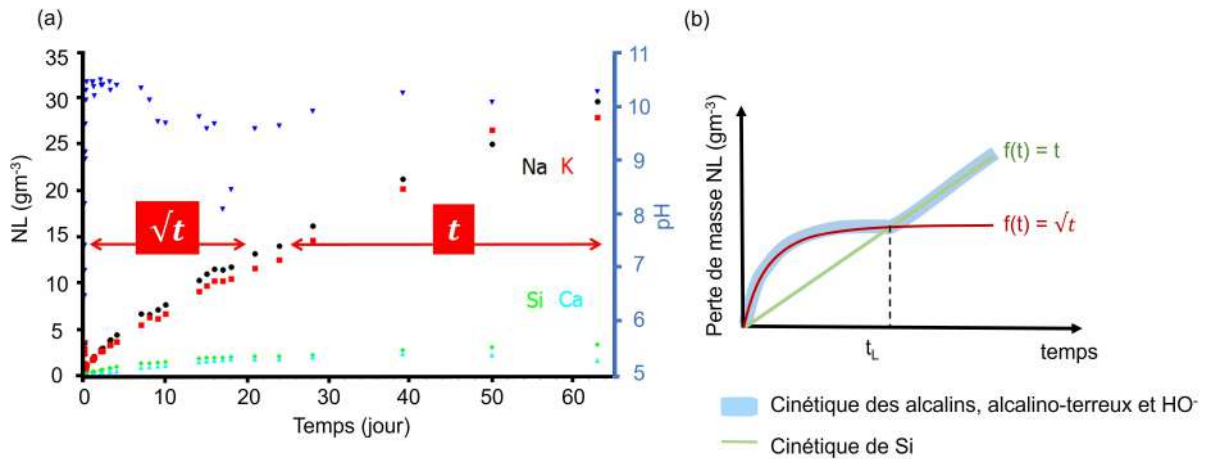 (a)
(b)
35
30
25
20
15
10
5
0
NL (gm⁻³)
11
10
9
8
7
6
5
pH
Na K
√t
t
Si Ca
0 10 20 30 40 50 60
Temps (jour)
Perte de masse NL (gm⁻³)
f(t) = t
f(t) = √t
t_L
temps
Cinétique des alcalins, alcalino-terreux et HO⁻
Cinétique de Si